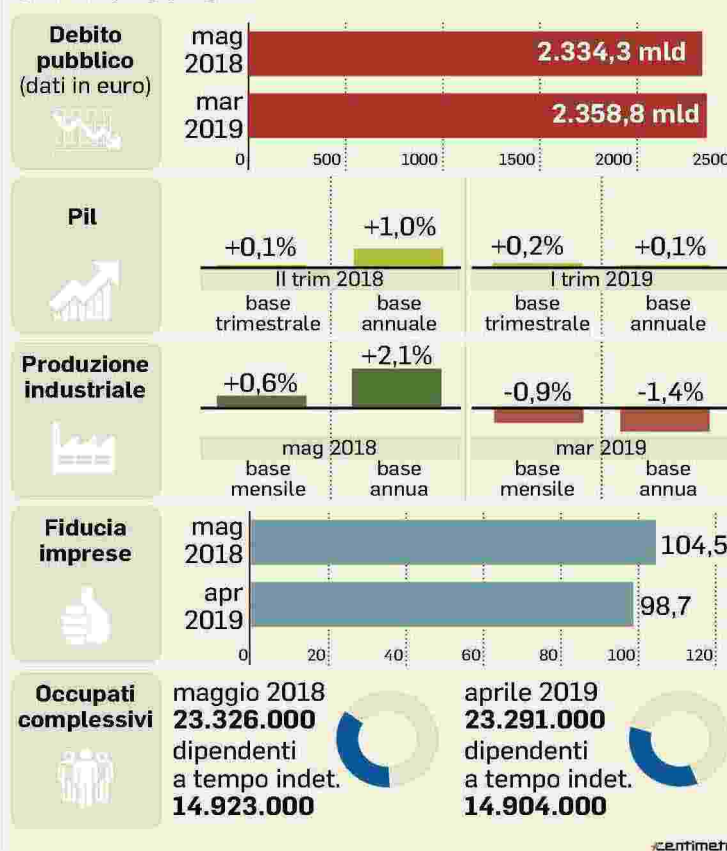 Debito
pubblico
(dati in euro)
mag
2018
2.334,3 mld
mar
2019
2.358,8 mld
0 500 1000 1500 2000 2500
Pil
+0,1% +1,0% +0,2% +0,1%
II trim 2018 I trim 2019
base base base base
trimestrale annuale trimestrale annuale
Produzione
industriale
+0,6% +2,1% -0,9% -1,4%
mag 2018 mar 2019
base base base base
mensile annua mensile annua
Fiducia
imprese
mag
2018
104,5
apr
2019
98,7
0 20 40 60 80 100 120
Occupati
complessivi
maggio 2018
23.326.000
dipendenti
a tempo indet.
14.923.000
aprile 2019
23.291.000
dipendenti
a tempo indet.
14.904.000